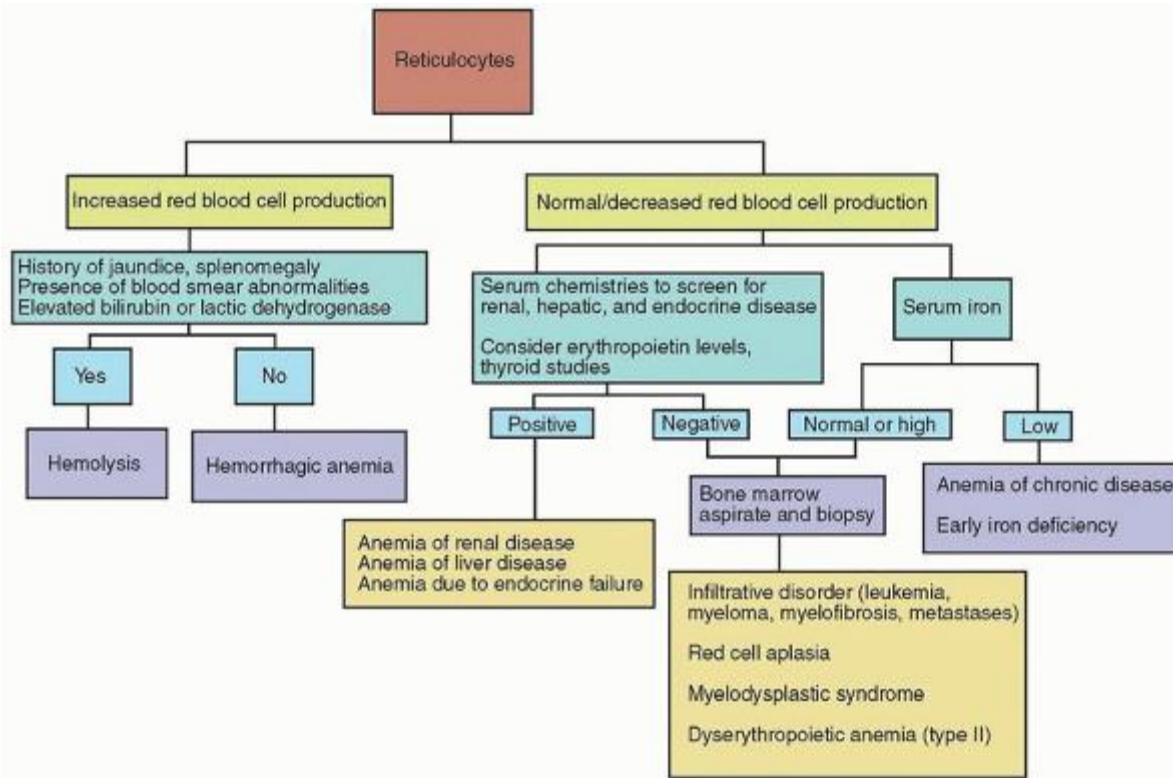 Reticulocytes
Increased red blood cell production
Normal/decreased red blood cell production
History of jaundice, splenomegaly
Presence of blood smear abnormalities
Elevated bilirubin or lactic dehydrogenase
Serum chemistries to screen for
renal, hepatic, and endocrine disease
Consider erythropoietin levels,
thyroid studies
Serum iron
Yes
No
Positive
Negative
Normal or high
Low
Hemolysis
Hemorrhagic anemia
Bone marrow
aspirate and biopsy
Anemia of chronic disease
Early iron deficiency
Anemia of renal disease
Anemia of liver disease
Anemia due to endocrine failure
Infiltrative disorder (leukemia,
myeloma, myelofibrosis, metastases)
Red cell aplasia
Myelodysplastic syndrome
Dyserythropoietic anemia (type II)